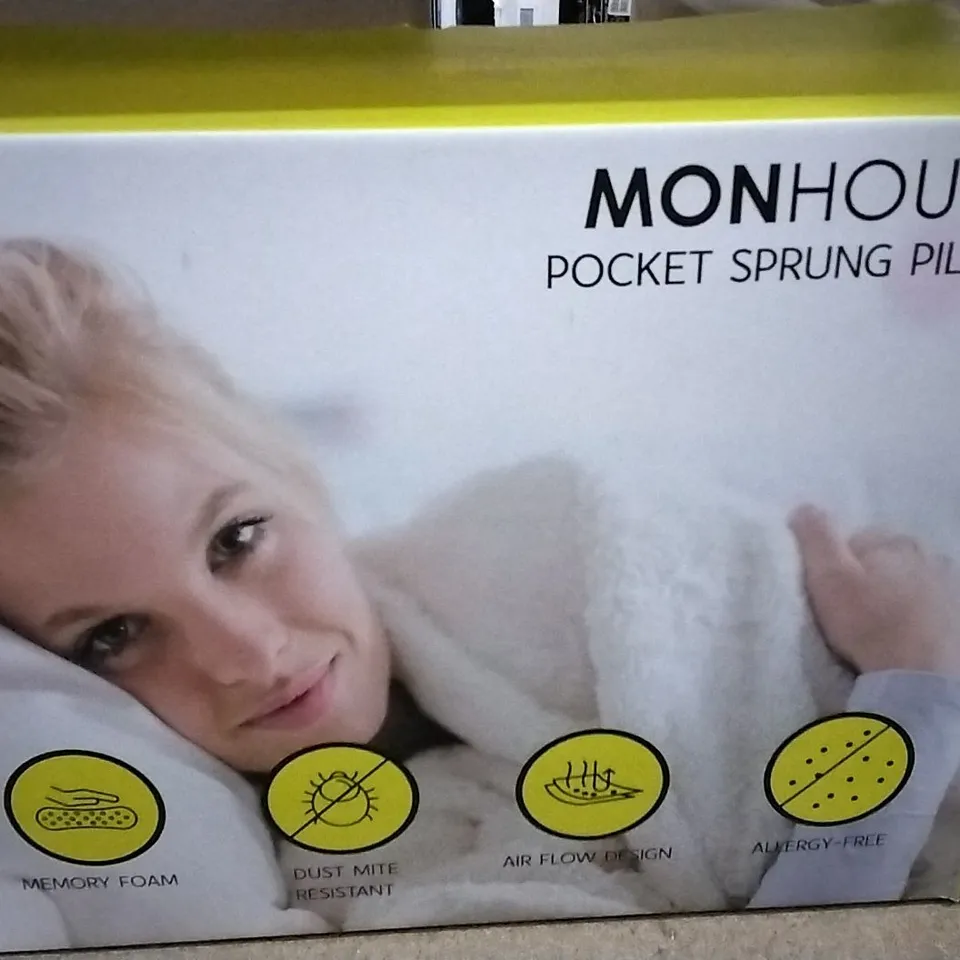 MONHOU
POCKET SPRUNG PIL
MEMORY FOAM
DUST MITE
RESISTANT
AIR FLOW DESIGN
ALLERGY-FREE